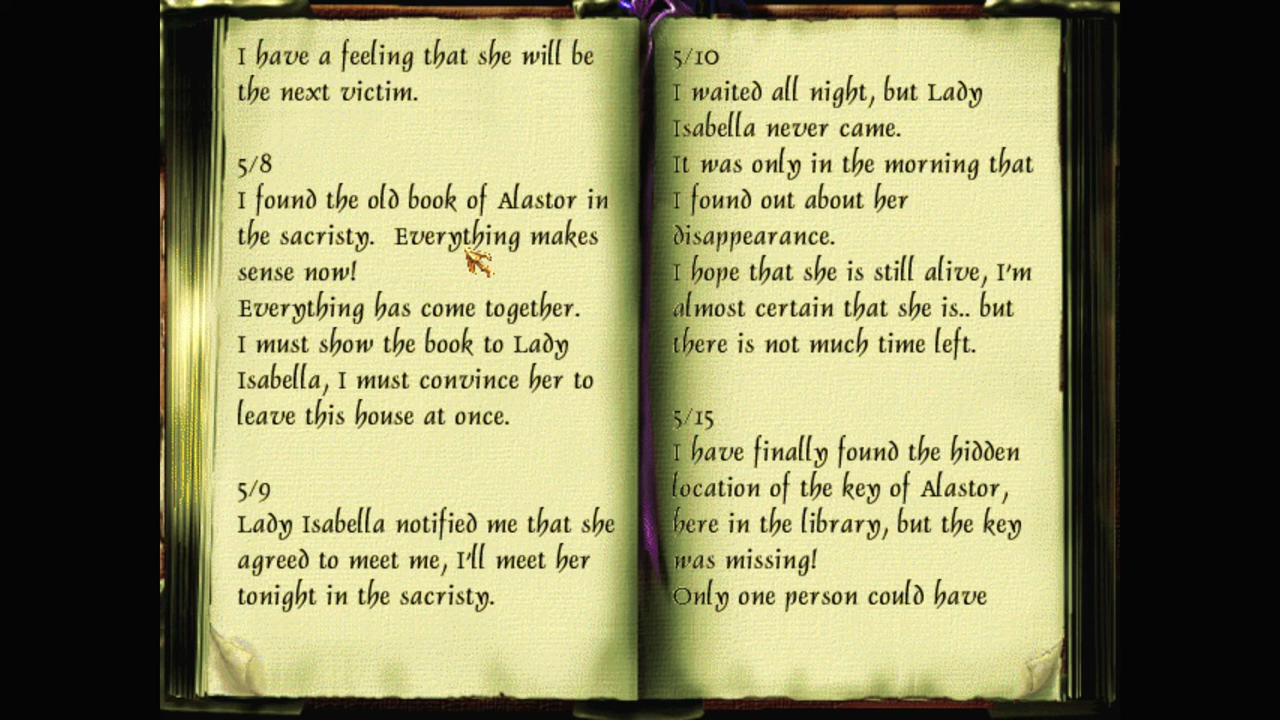 I have a feeling that she will be
the next victim.
5/8
I found the old book of Alastor in
the sacristy. Everything makes
sense now!
Everything has come together.
I must show the book to Lady
Isabella, I must convince her to
leave this house at once.
5/9
Lady Isabella notified me that she
agreed to meet me, I'll meet her
tonight in the sacristy.
5/10
I waited all night, but Lady
Isabella never came.
It was only in the morning that
I found out about her
disappearance.
I hope that she is still alive, I'm
almost certain that she is.. but
there is not much time left.
5/15
I have finally found the hidden
location of the key of Alastor,
here in the library, but the key
was missing!
Only one person could have